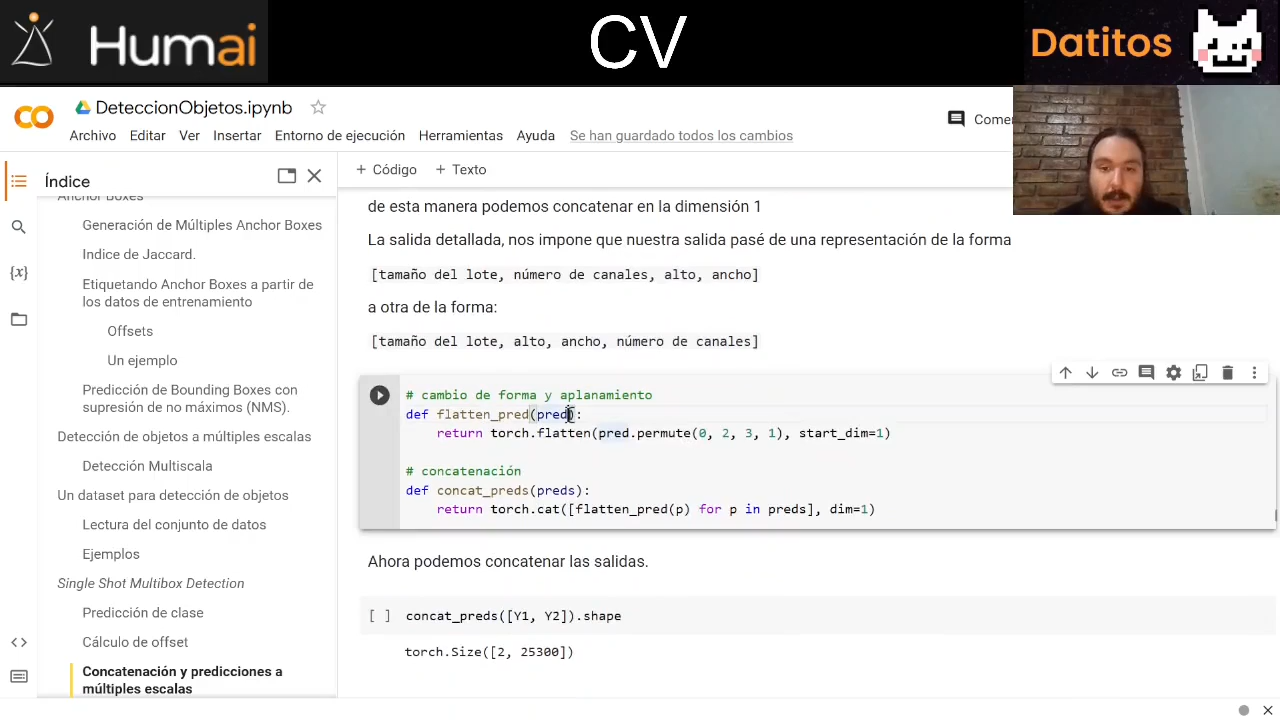 Humai
CV
Datitos
CO
DeteccionObjetos.ipynb
Archivo Editar Ver Insertar Entorno de ejecución Herramientas Ayuda Se han guardado todos los cambios
Comen
+ Código + Texto
Índice
Anchor Boxes
Generación de Múltiples Anchor Boxes
Indice de Jaccard.
Etiquetando Anchor Boxes a partir de
los datos de entrenamiento
Offsets
Un ejemplo
Predicción de Bounding Boxes con
supresión de no máximos (NMS).
Detección de objetos a múltiples escalas
Detección Multiscala
Un dataset para detección de objetos
Lectura del conjunto de datos
Ejemplos
Single Shot Multibox Detection
Predicción de clase
Cálculo de offset
Concatenación y predicciones a
múltiples escalas
{x}
<>
de esta manera podemos concatenar en la dimensión 1
La salida detallada, nos impone que nuestra salida pasé de una representación de la forma
[tamaño del lote, número de canales, alto, ancho]
a otra de la forma:
[tamaño del lote, alto, ancho, número de canales]
# cambio de forma y aplanamiento
def flatten_pred(pred):
return torch.flatten(pred.permute(0, 2, 3, 1), start_dim=1)
# concatenación
def concat_preds(preds):
return torch.cat([flatten_pred(p) for p in preds], dim=1)
Ahora podemos concatenar las salidas.
[ ] concat_preds([Y1, Y2]).shape
torch.Size([2, 25300])